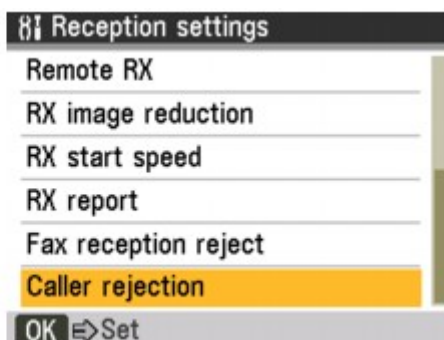 Reception settings
Remote RX
RX image reduction
RX start speed
RX report
Fax reception reject
Caller rejection
OK Set